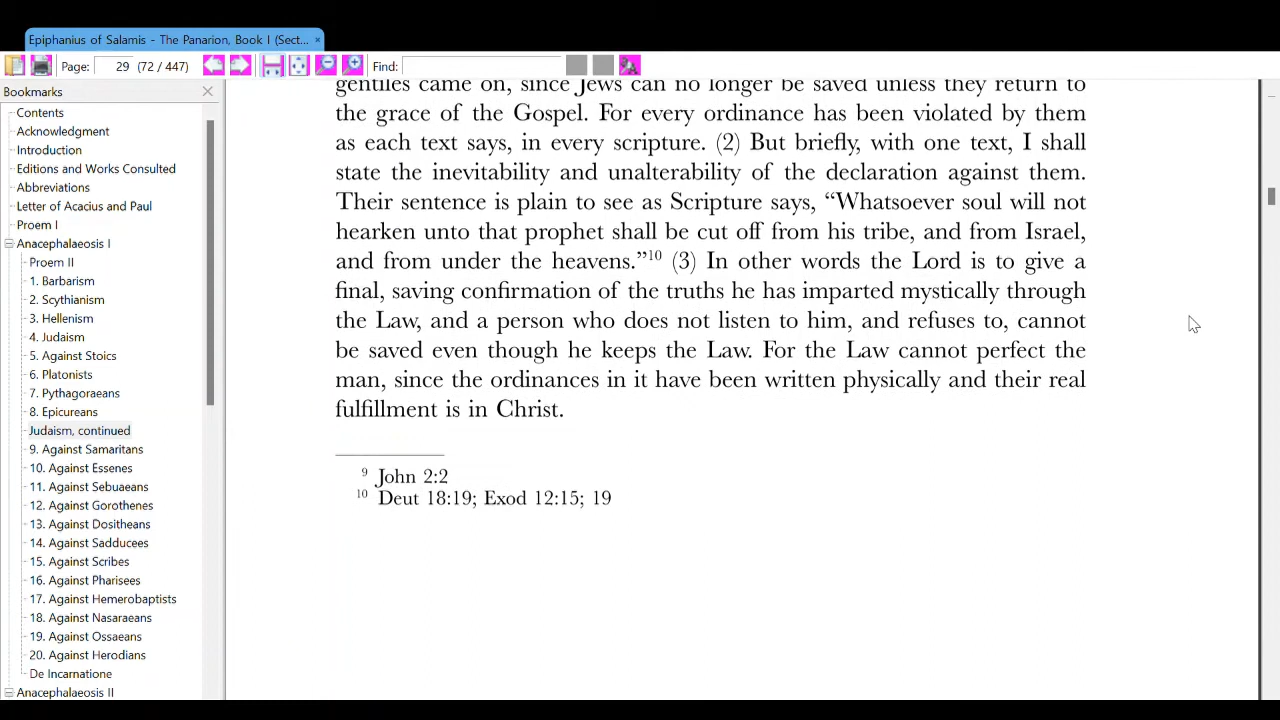 Epiphanius of Salamis - The Panarion, Book I (Sect... ×
Page: 29 (72 / 447) Find:
Bookmarks
Contents
Acknowledgment
Introduction
Editions and Works Consulted
Abbreviations
Letter of Acacius and Paul
Proem I
Anacephalaeosis I
Proem II
1. Barbarism
2. Scythianism
3. Hellenism
4. Judaism
5. Against Stoics
6. Platonists
7. Pythagoraeans
8. Epicureans
Judaism, continued
9. Against Samaritans
10. Against Essenes
11. Against Sebuaeans
12. Against Gorothenes
13. Against Dositheans
14. Against Sadducees
15. Against Scribes
16. Against Pharisees
17. Against Hemerobaptists
18. Against Nasaraeans
19. Against Ossaeans
20. Against Herodians
De Incarnatione
Anacephalaeosis II
gentiles came on, since Jews can no longer be saved unless they return to
the grace of the Gospel. For every ordinance has been violated by them
as each text says, in every scripture. (2) But briefly, with one text, I shall
state the inevitability and unalterability of the declaration against them.
Their sentence is plain to see as Scripture says, “Whatsoever soul will not
hearken unto that prophet shall be cut off from his tribe, and from Israel,
and from under the heavens.”10 (3) In other words the Lord is to give a
final, saving confirmation of the truths he has imparted mystically through
the Law, and a person who does not listen to him, and refuses to, cannot
be saved even though he keeps the Law. For the Law cannot perfect the
man, since the ordinances in it have been written physically and their real
fulfillment is in Christ.
9 John 2:2
10 Deut 18:19; Exod 12:15; 19